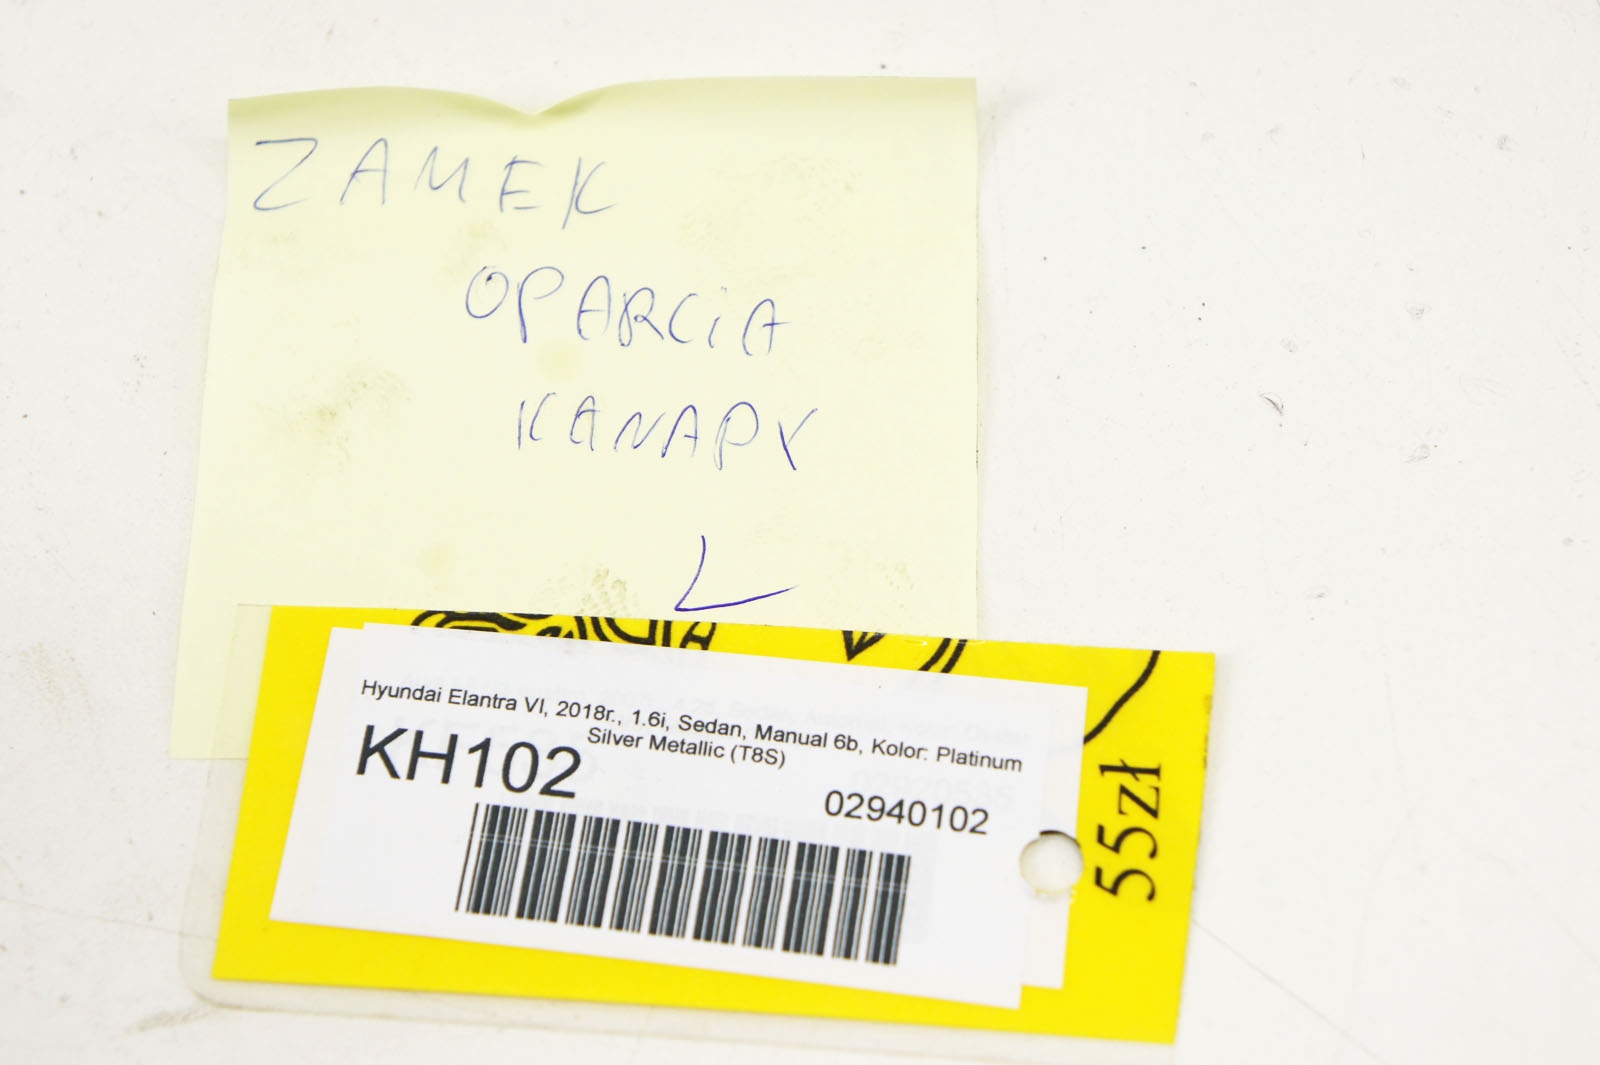 ZAMEK
OPARCiA
KANAPY
L
Hyundai Elantra VI, 2018r., 1.6i, Sedan, Manual 6b, Kolor: Platinum
Silver Metallic (T8S)
KH102
02940102
55zł